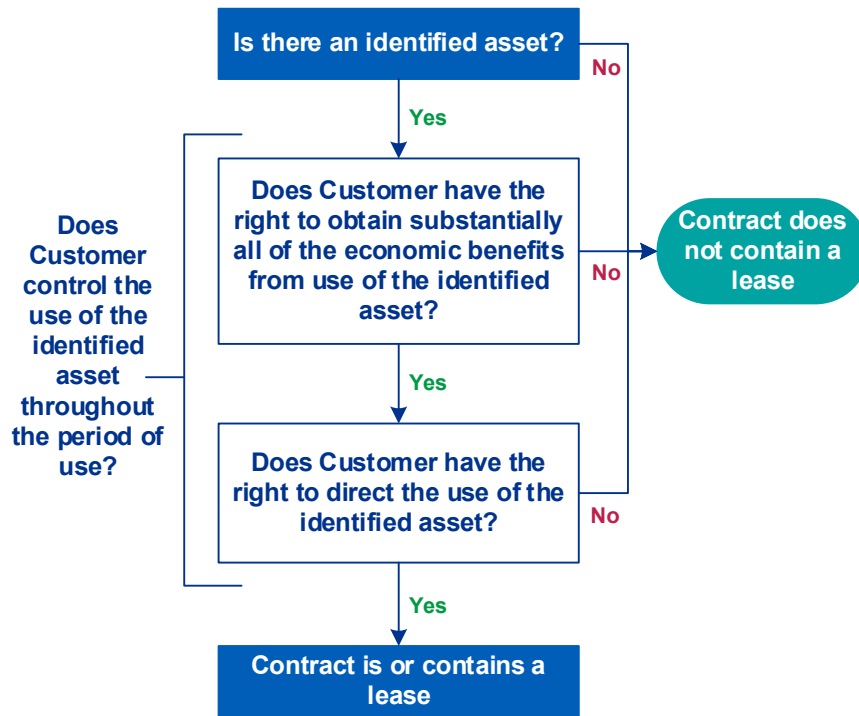 Is there an identified asset?
No
Yes
Does Customer have the
right to obtain substantially
all of the economic benefits
from use of the identified
asset?
No
Contract does
not contain a
lease
Does
Customer
control the
use of the
identified
asset
throughout
the period of
use?
Yes
Does Customer have the
right to direct the use of the
identified asset?
No
Yes
Contract is or contains a
lease